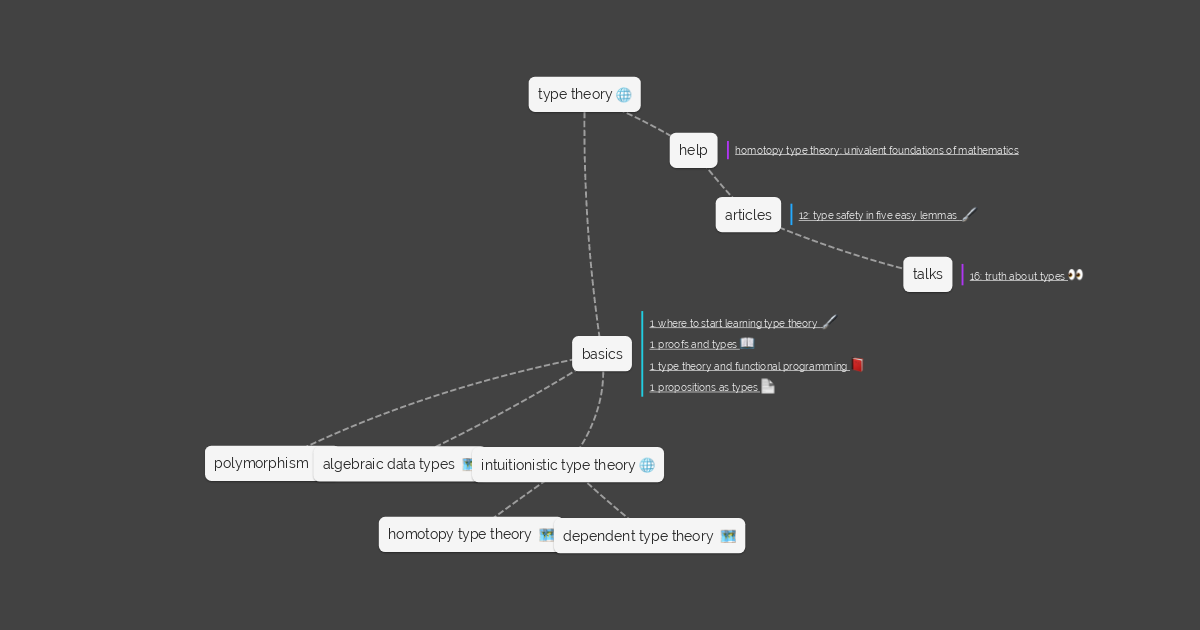 type theory
help
homotopy type theory: univalent foundations of mathematics
articles
12: type safety in five easy lemmas
talks
16: truth about types
basics
1 where to start learning type theory
1 proofs and types
1 type theory and functional programming
1 propositions as types
polymorphism
algebraic data types
intuitionistic type theory
homotopy type theory
dependent type theory